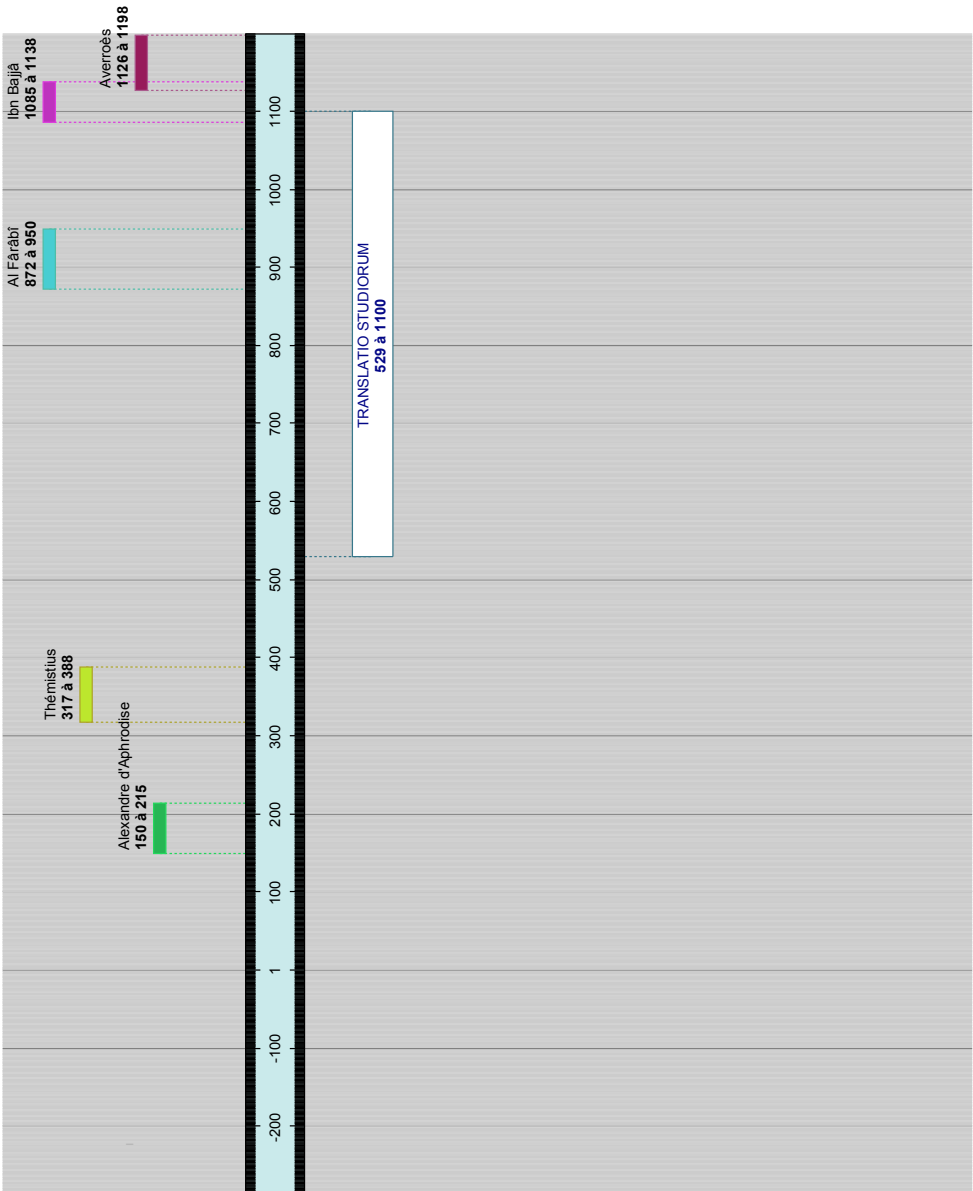 Alexandre d'Aphrodise
150 à 215
Thémistius
317 à 388
Al Fârâbî
872 à 950
Ibn Bajjâ
1085 à 1138
Averroès
1126 à 1198
-200
-100
1
100
200
300
400
500
600
700
800
900
1000
1100
TRANSLATIO STUDIORUM
529 à 1100